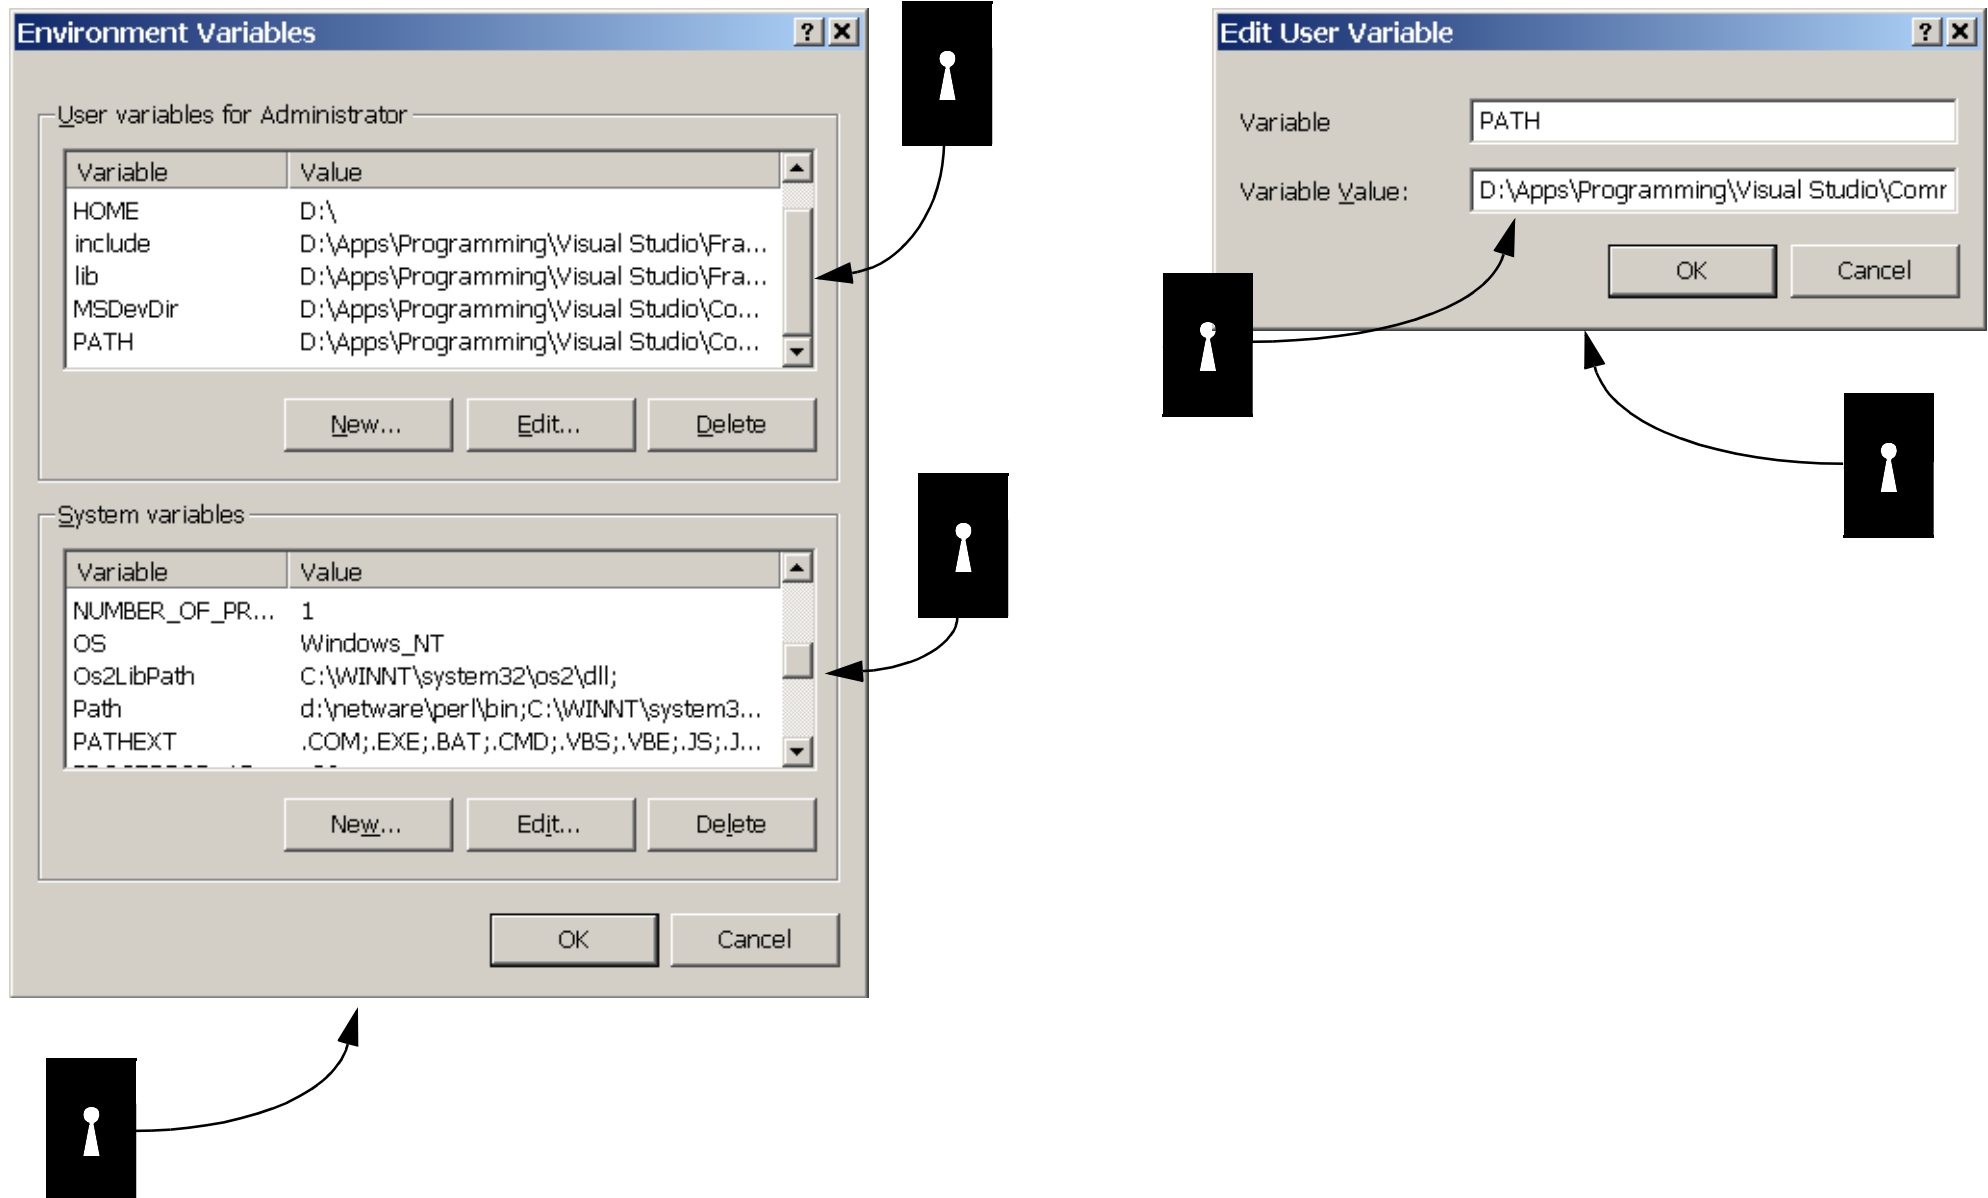 Environment Variables
User variables for Administrator
Variable Value
HOME D:\
include D:\Apps\Programming\Visual Studio\Fra...
lib D:\Apps\Programming\Visual Studio\Fra...
MSDevDir D:\Apps\Programming\Visual Studio\Co...
PATH D:\Apps\Programming\Visual Studio\Co...
New... Edit... Delete
System variables
Variable Value
NUMBER_OF_PR... 1
OS Windows_NT
Os2LibPath C:\WINNT\system32\os2\dll;
Path d:\netware\perl\bin;C:\WINNT\system3...
PATHEXT .COM;.EXE;.BAT;.CMD;.VBS;.VBE;.JS;.J...
New... Edit... Delete
OK Cancel
Edit User Variable
Variable PATH
Variable Value: D:\Apps\Programming\Visual Studio\Comr
OK Cancel